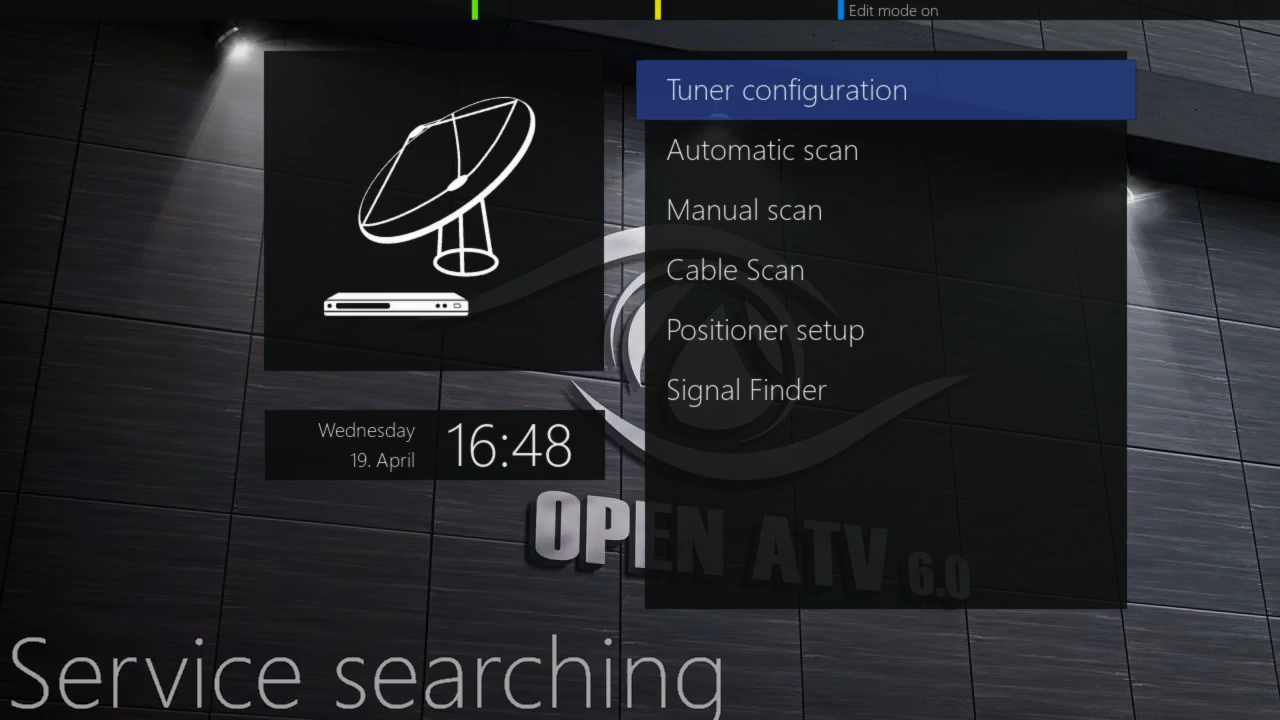 Edit mode on
Tuner configuration
Automatic scan
Manual scan
Cable Scan
Positioner setup
Signal Finder
Wednesday
19. April
16:48
OPEN ATV 6.0
Service searching